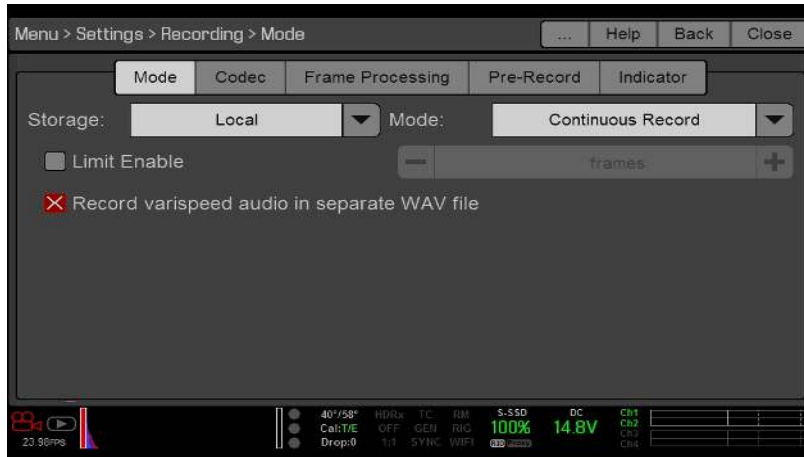 Menu > Settings > Recording > Mode ... Help Back Close
Mode Codec Frame Processing Pre-Record Indicator
Storage: Local Mode: Continuous Record
Limit Enable frames
Record varispeed audio in separate WAV file
40°/58° HDRx TC RM S-SSD DC Ch1
Cal:T/E OFF GEN RIG 100% 14.8V Ch2
23.98FPS Drop:0 1:1 SYNC WIFI Ch3
Ch4